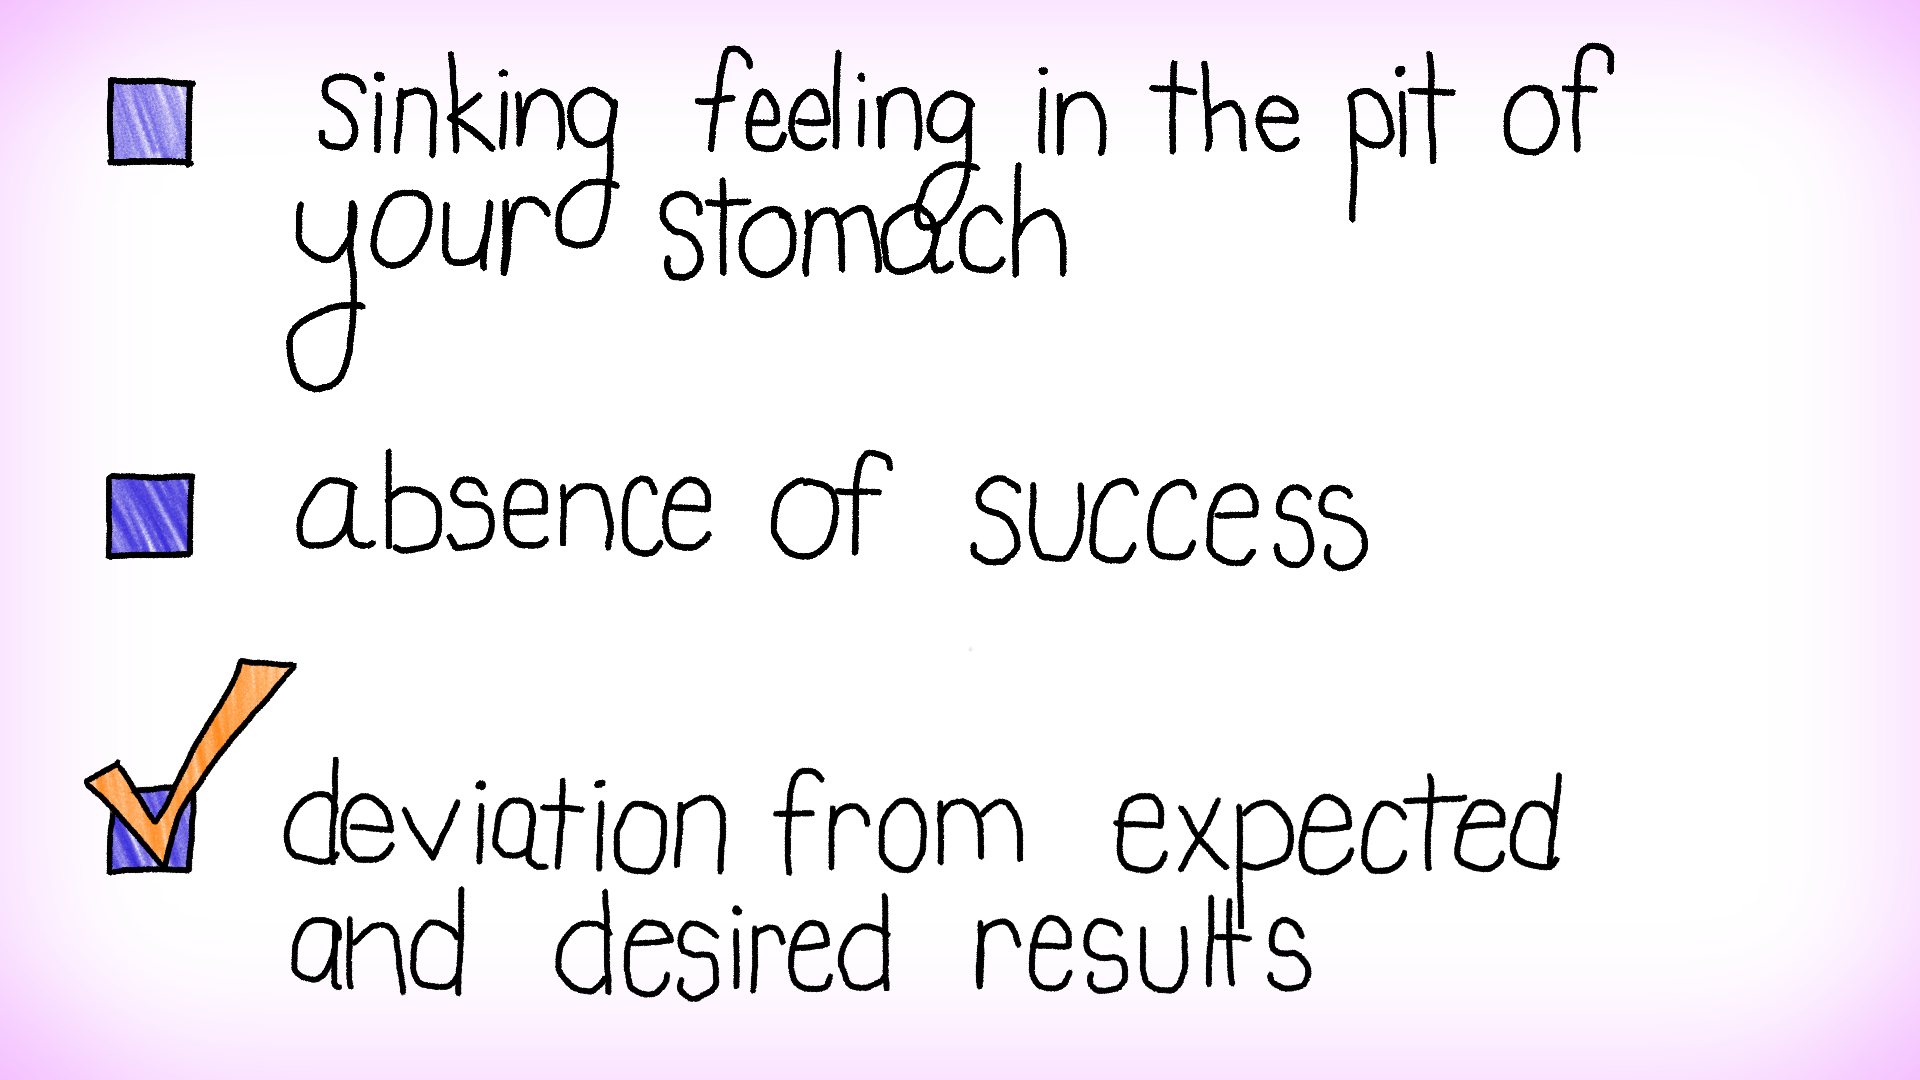 sinking feeling in the pit of
your stomach
absence of success
deviation from expected
and desired results